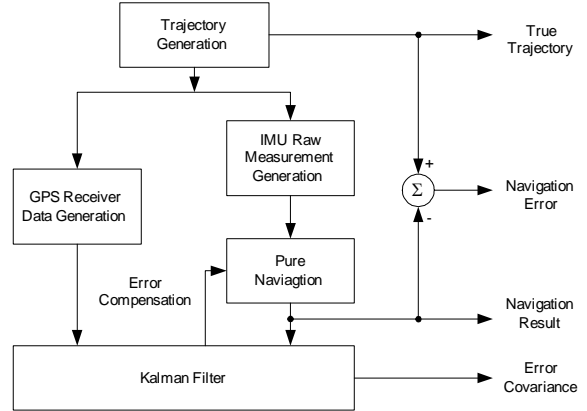 Trajectory
Generation
True
Trajectory
IMU Raw
Measurement
Generation
+
GPS Receiver
Data Generation
Σ
Navigation
Error
-
Pure
Naviagtion
Error
Compensation
Navigation
Result
Kalman Filter
Error
Covariance